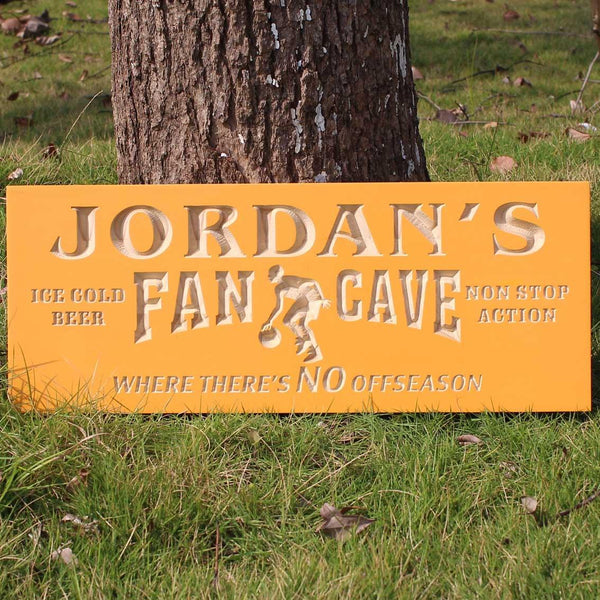 JORDAN'S
ICE COLD
BEER
FAN CAVE
NON STOP
ACTION
WHERE THERE'S NO OFFSEASON